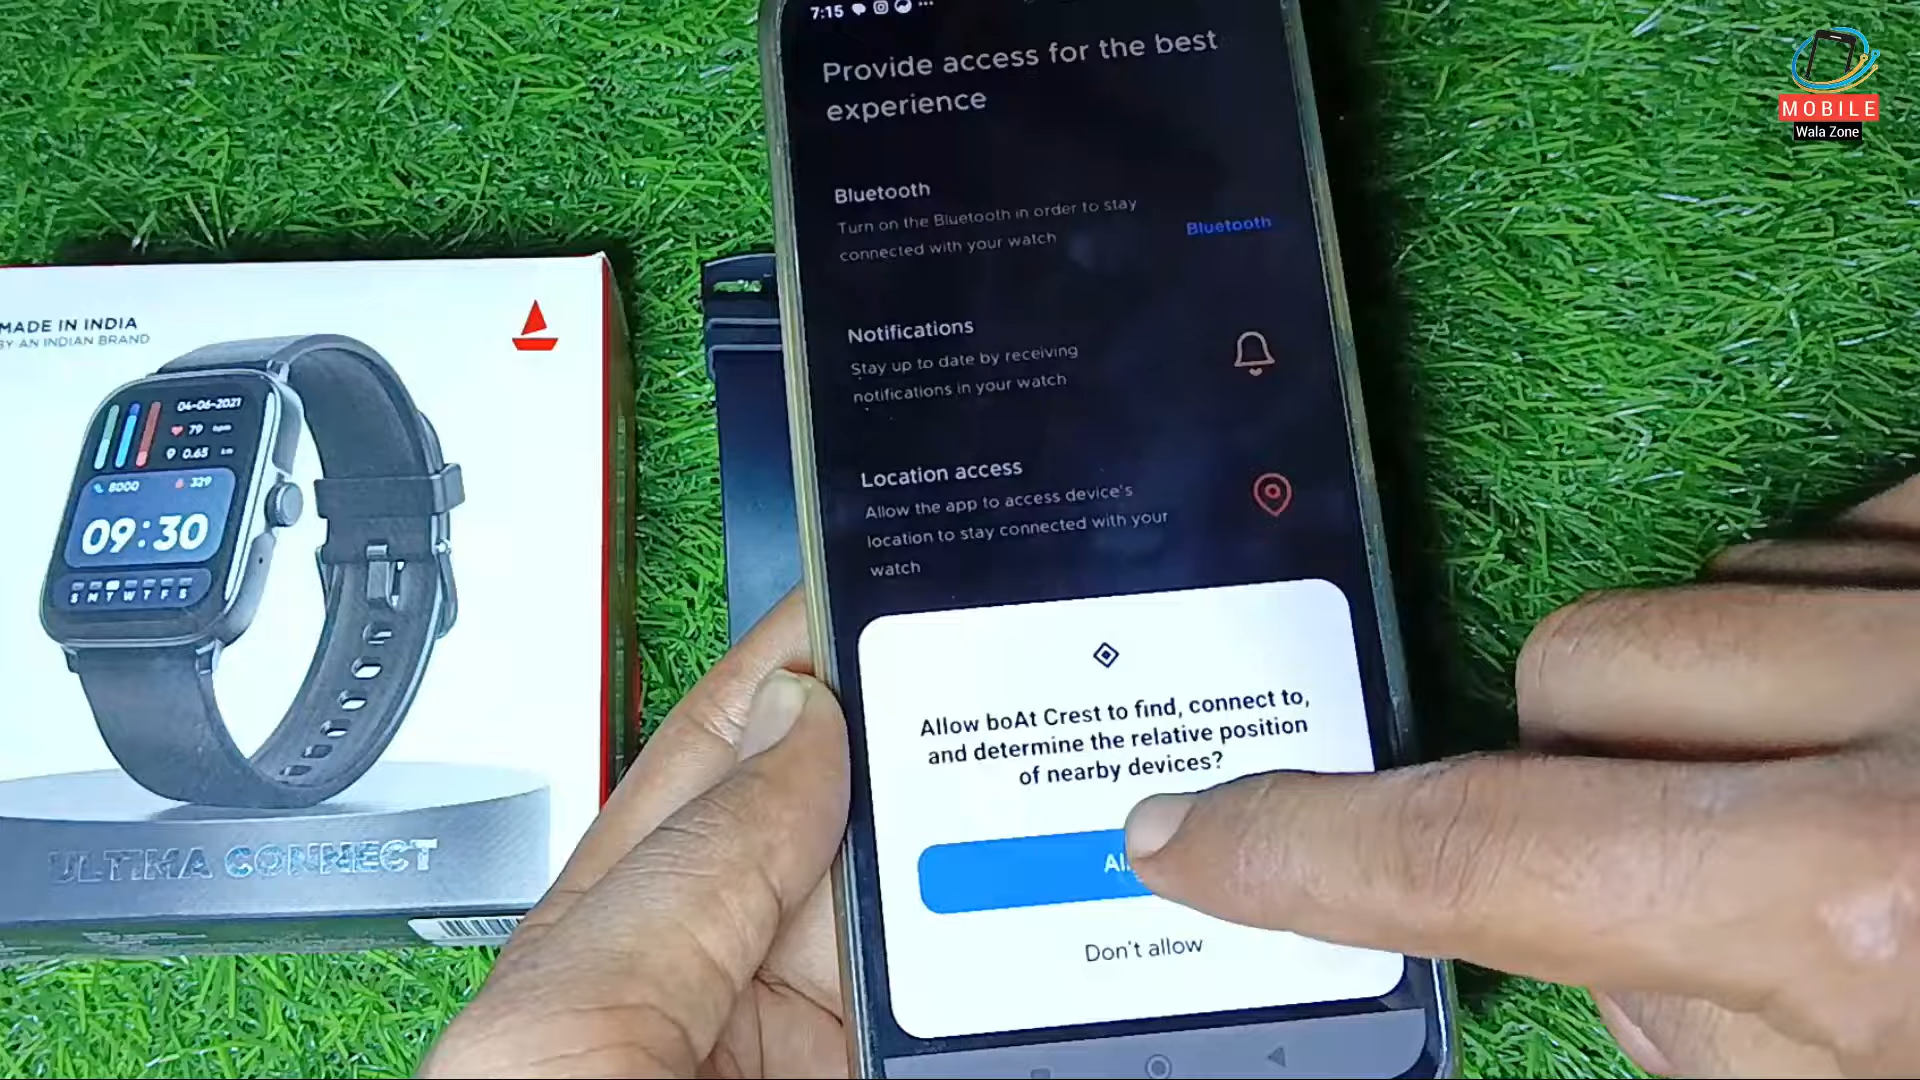 7:15
Provide access for the best
experience
Bluetooth
Turn on the Bluetooth in order to stay
connected with your watch
Bluetooth
Notifications
Stay up to date by receiving
notifications in your watch
Location access
Allow the app to access device's
location to stay connected with your
watch
Allow boAt Crest to find, connect to,
and determine the relative position
of nearby devices?
Don't allow
MADE IN INDIA
BY AN INDIAN BRAND
04-06-2021
79
0.65
8000
329
09:30
S M T W T F S
ULTIMA CONNECT
MOBILE
Wala Zone